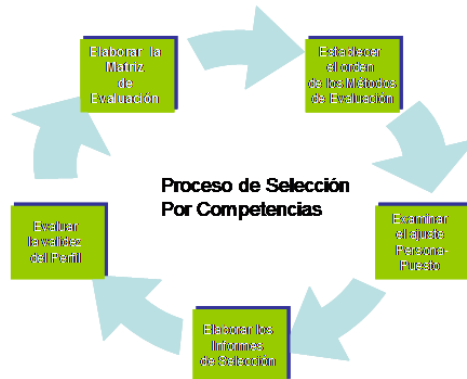 Elaborar la
Matriz
de
Evaluación
Establecer
el orden
de los Métodos
de Evaluación
Proceso de Selección
Por Competencias
Examinar
el ajuste
Persona-
Puesto
Elaborar los
Informes
de Selección
Evaluar
la validez
del Perfil